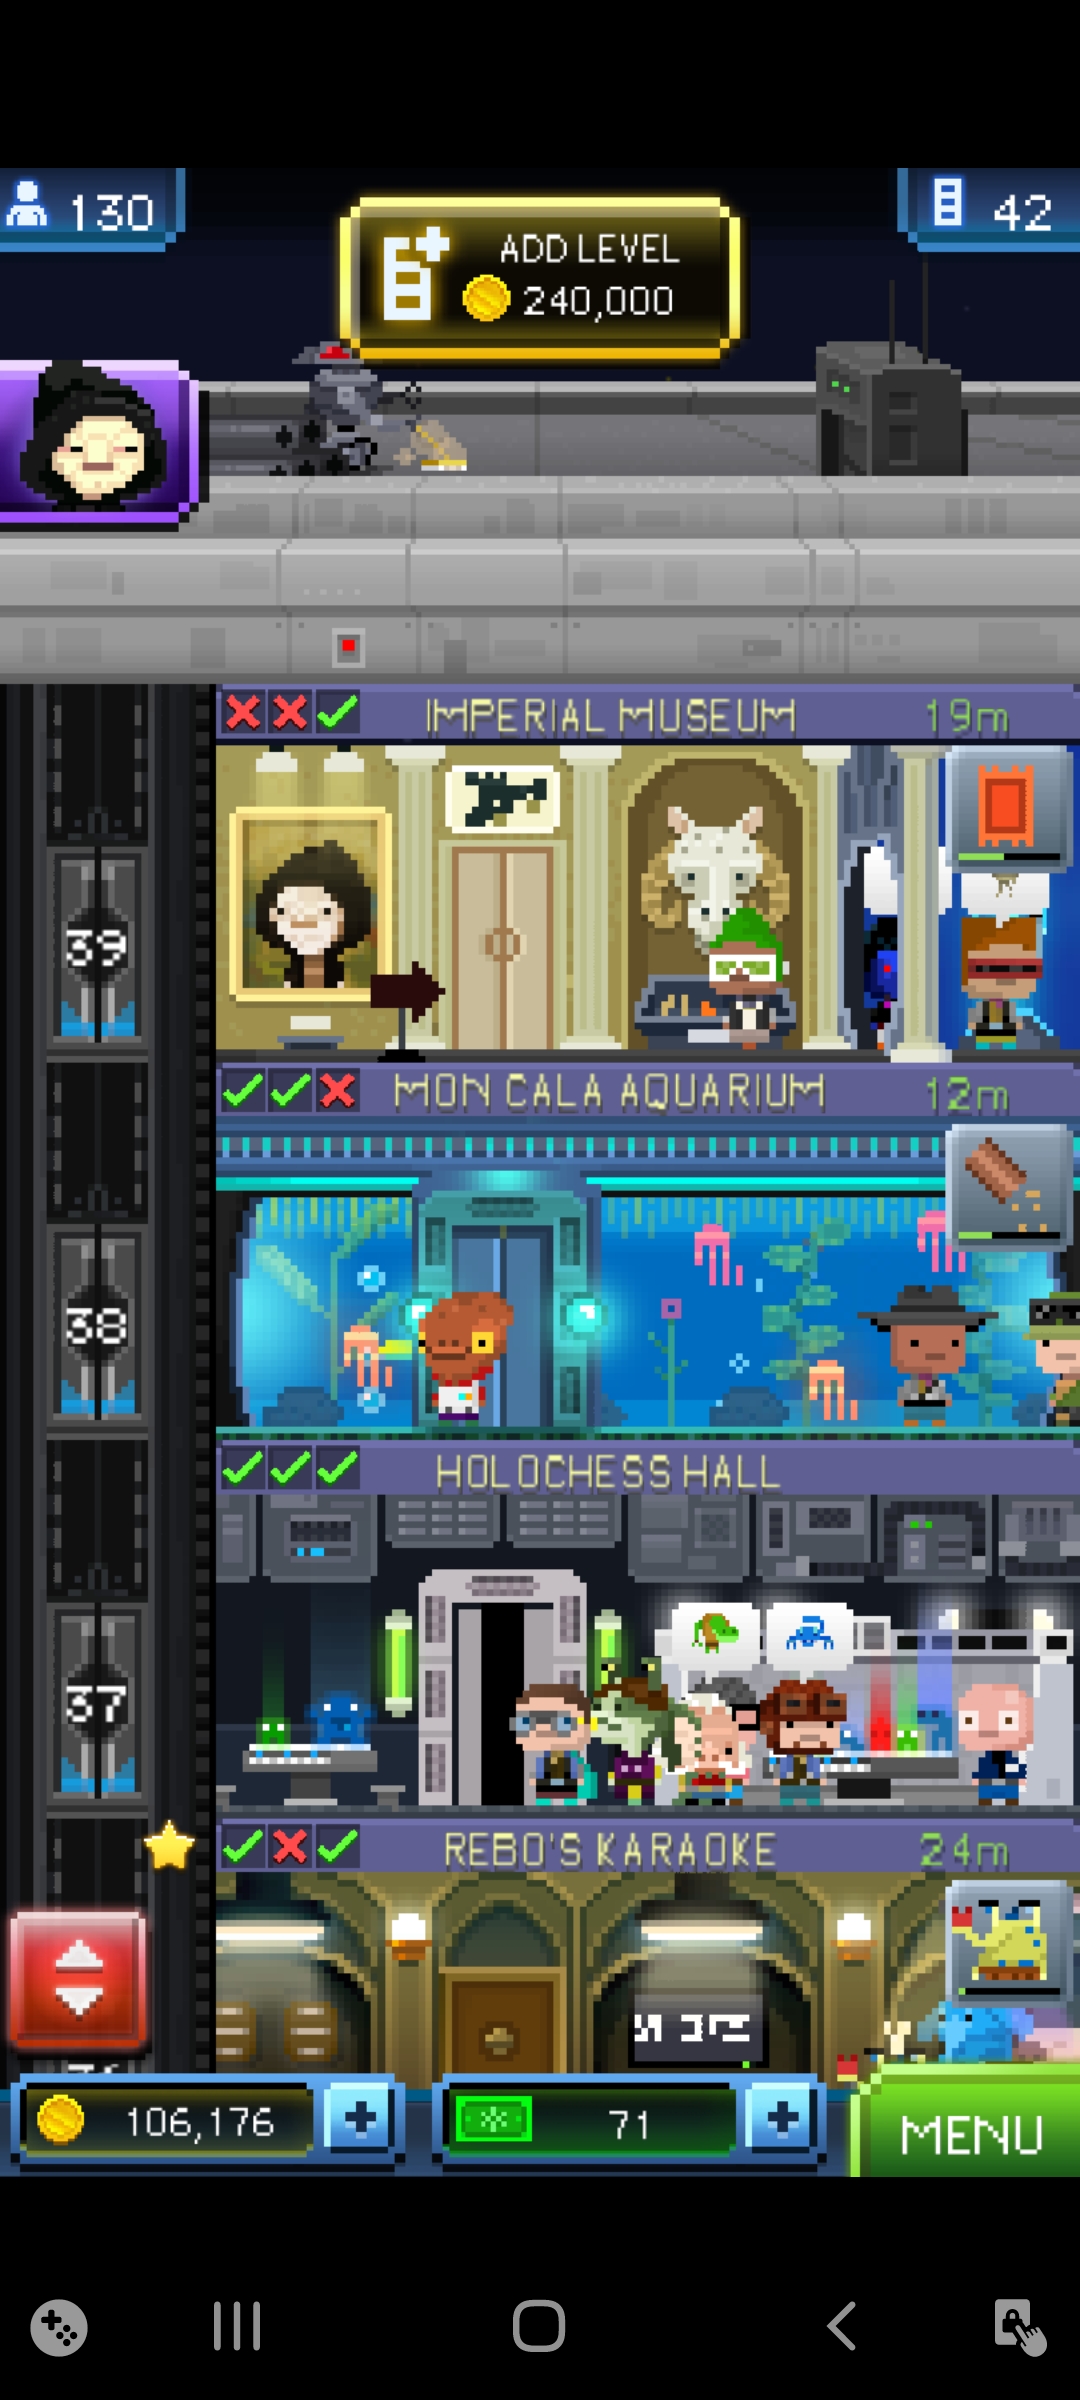 130
ADD LEVEL
240,000
42
IMPERIAL MUSEUM 19m
39
MON CALA AQUARIUM 12m
38
HOLOCHESS HALL
37
REBO'S KARAOKE 24m
106,176
71
MENU